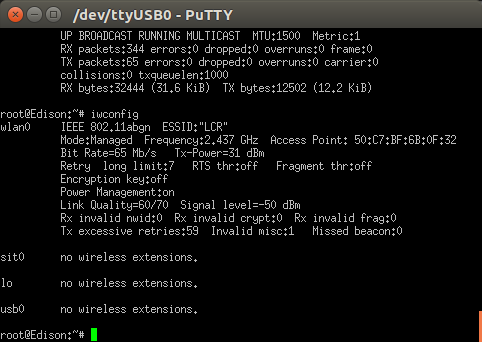 /dev/ttyUSB0 - PuTTY
UP BROADCAST RUNNING MULTICAST  MTU:1500  Metric:1
RX packets:344 errors:0 dropped:0 overruns:0 frame:0
TX packets:65 errors:0 dropped:0 overruns:0 carrier:0
collisions:0 txqueuelen:1000
RX bytes:32444 (31.6 KiB)  TX bytes:12502 (12.2 KiB)
root@Edison:~# iwconfig
wlan0     IEEE 802.11abgn  ESSID:"LCR"
Mode:Managed  Frequency:2.437 GHz  Access Point: 50:C7:BF:6B:0F:32
Bit Rate=65 Mb/s   Tx-Power=31 dBm
Retry  long limit:7   RTS thr:off   Fragment thr:off
Encryption key:off
Power Management:on
Link Quality=60/70  Signal level=-50 dBm
Rx invalid nwid:0  Rx invalid crypt:0  Rx invalid frag:0
Tx excessive retries:59  Invalid misc:1   Missed beacon:0
sit0      no wireless extensions.
lo        no wireless extensions.
usb0      no wireless extensions.
root@Edison:~#